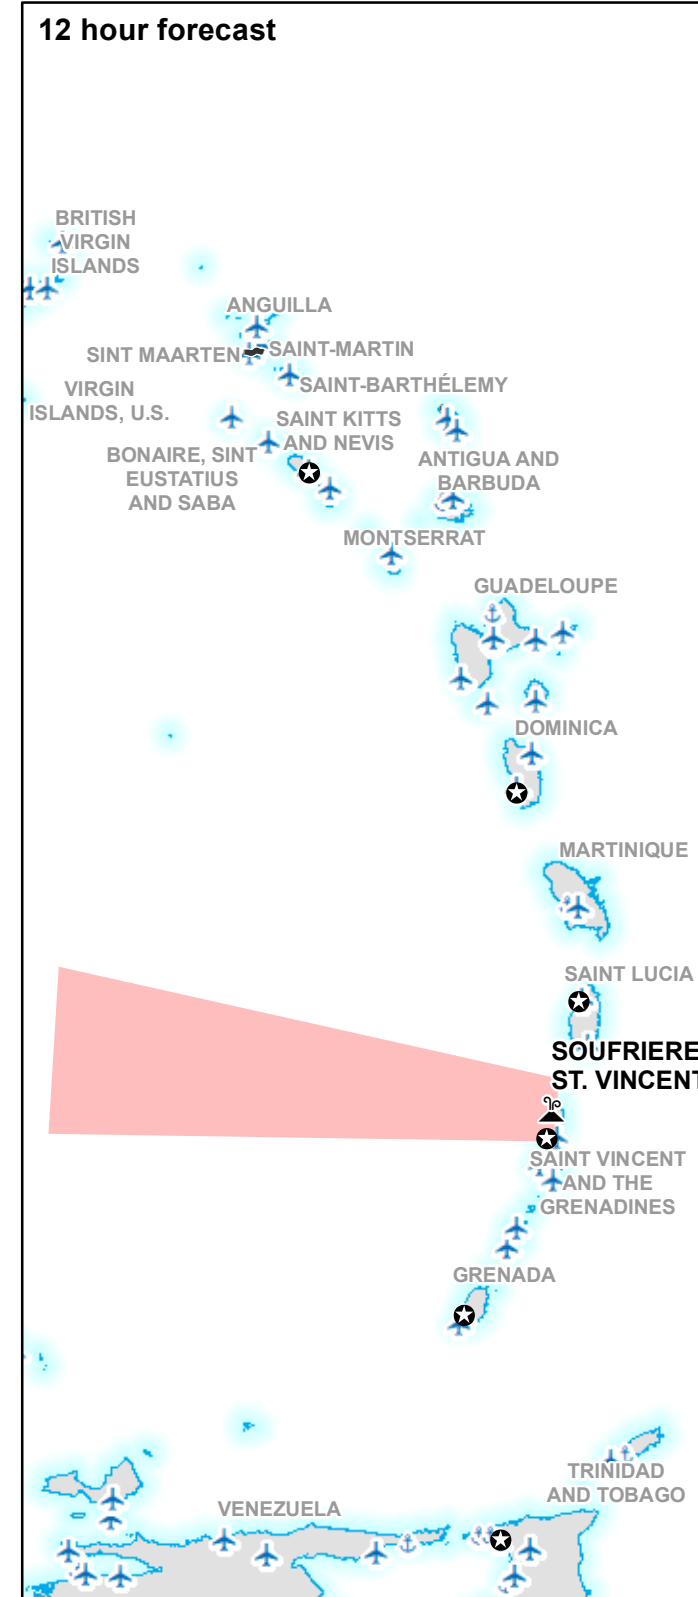 12 hour forecast
BRITISH
VIRGIN
ISLANDS
ANGUILLA
SINT MAARTEN
SAINT-MARTIN
SAINT-BARTHÉLEMY
VIRGIN
ISLANDS, U.S.
SAINT KITTS
AND NEVIS
BONAIRE, SINT
EUSTATIUS
AND SABA
ANTIGUA AND
BARBUDA
MONTSERRAT
GUADELOUPE
DOMINICA
MARTINIQUE
SAINT LUCIA
SOUFRIERE
ST. VINCENT
SAINT VINCENT
AND THE
GRENADINES
GRENADA
TRINIDAD
AND TOBAGO
VENEZUELA